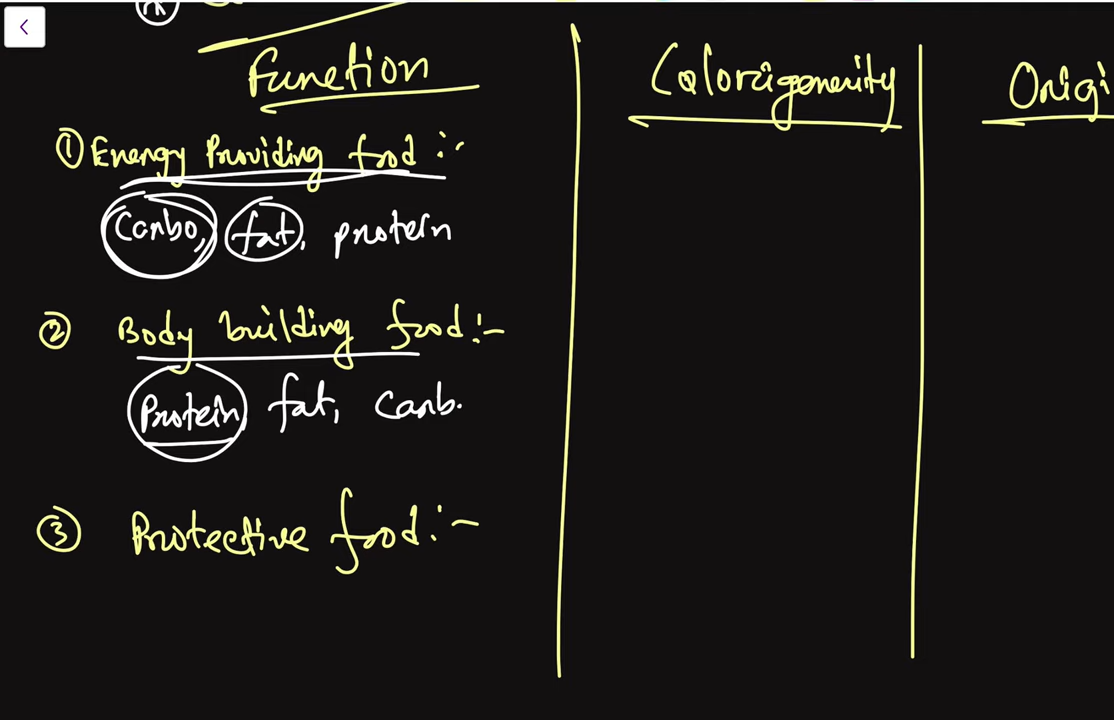 Function
① Energy Providing food :-
Carbo, fat, protein
② Body building food :-
Protein fat, carb.
③ Protective food :-
Calorigenerity
Origi